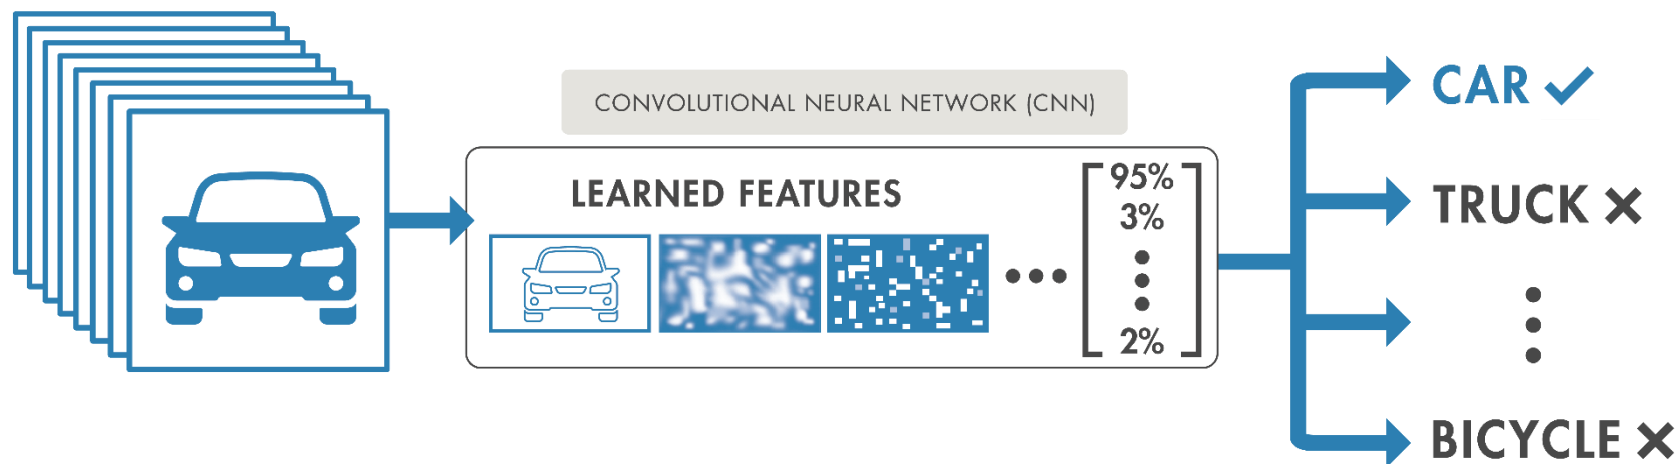 CONVOLUTIONAL NEURAL NETWORK (CNN)
LEARNED FEATURES
95%
3%
2%
CAR
TRUCK
BICYCLE